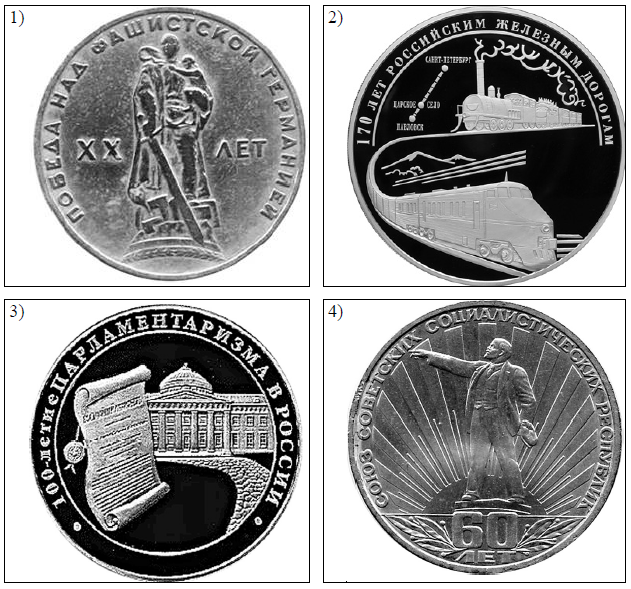 1)
ПОБЕДА НАД ФАШИСТСКОЙ ГЕРМАНИЕЙ
XX ЛЕТ
2)
170 ЛЕТ РОССИЙСКИМ ЖЕЛЕЗНЫМ ДОРОГАМ
САНКТ-ПЕТЕРБУРГ
ЦАРСКОЕ СЕЛО
ПАВЛОВСК
3)
100-летие ПАРЛАМЕНТАРИЗМА В РОССИИ
4)
СОЮЗ СОВЕТСКИХ СОЦИАЛИСТИЧЕСКИХ РЕСПУБЛИК
60
ЛЕТ